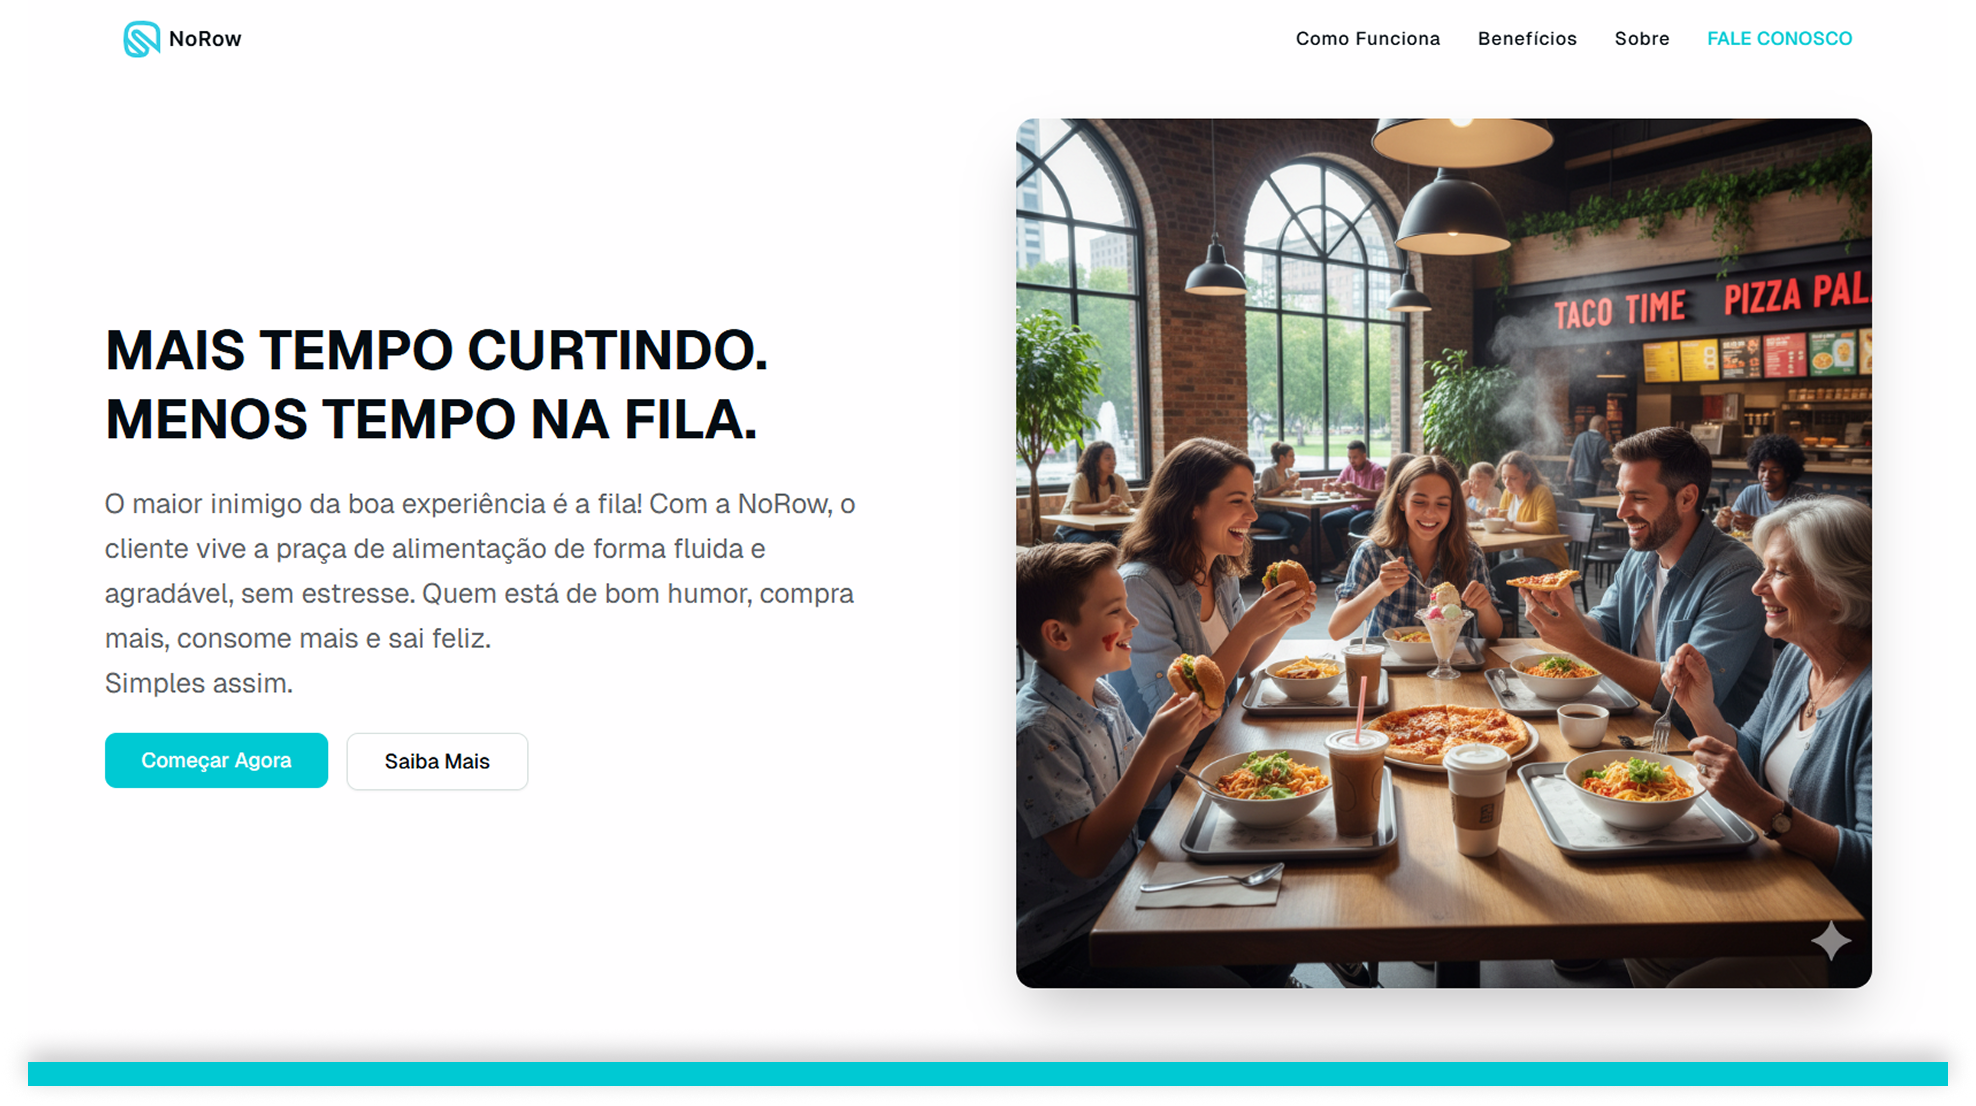 NoRow
Como Funciona
Benefícios
Sobre
FALE CONOSCO
MAIS TEMPO CURTINDO.
MENOS TEMPO NA FILA.
O maior inimigo da boa experiência é a fila! Com a NoRow, o
cliente vive a praça de alimentação de forma fluida e
agradável, sem estresse. Quem está de bom humor, compra
mais, consome mais e sai feliz.
Simples assim.
Começar Agora
Saiba Mais
TACO TIME
PIZZA PAL